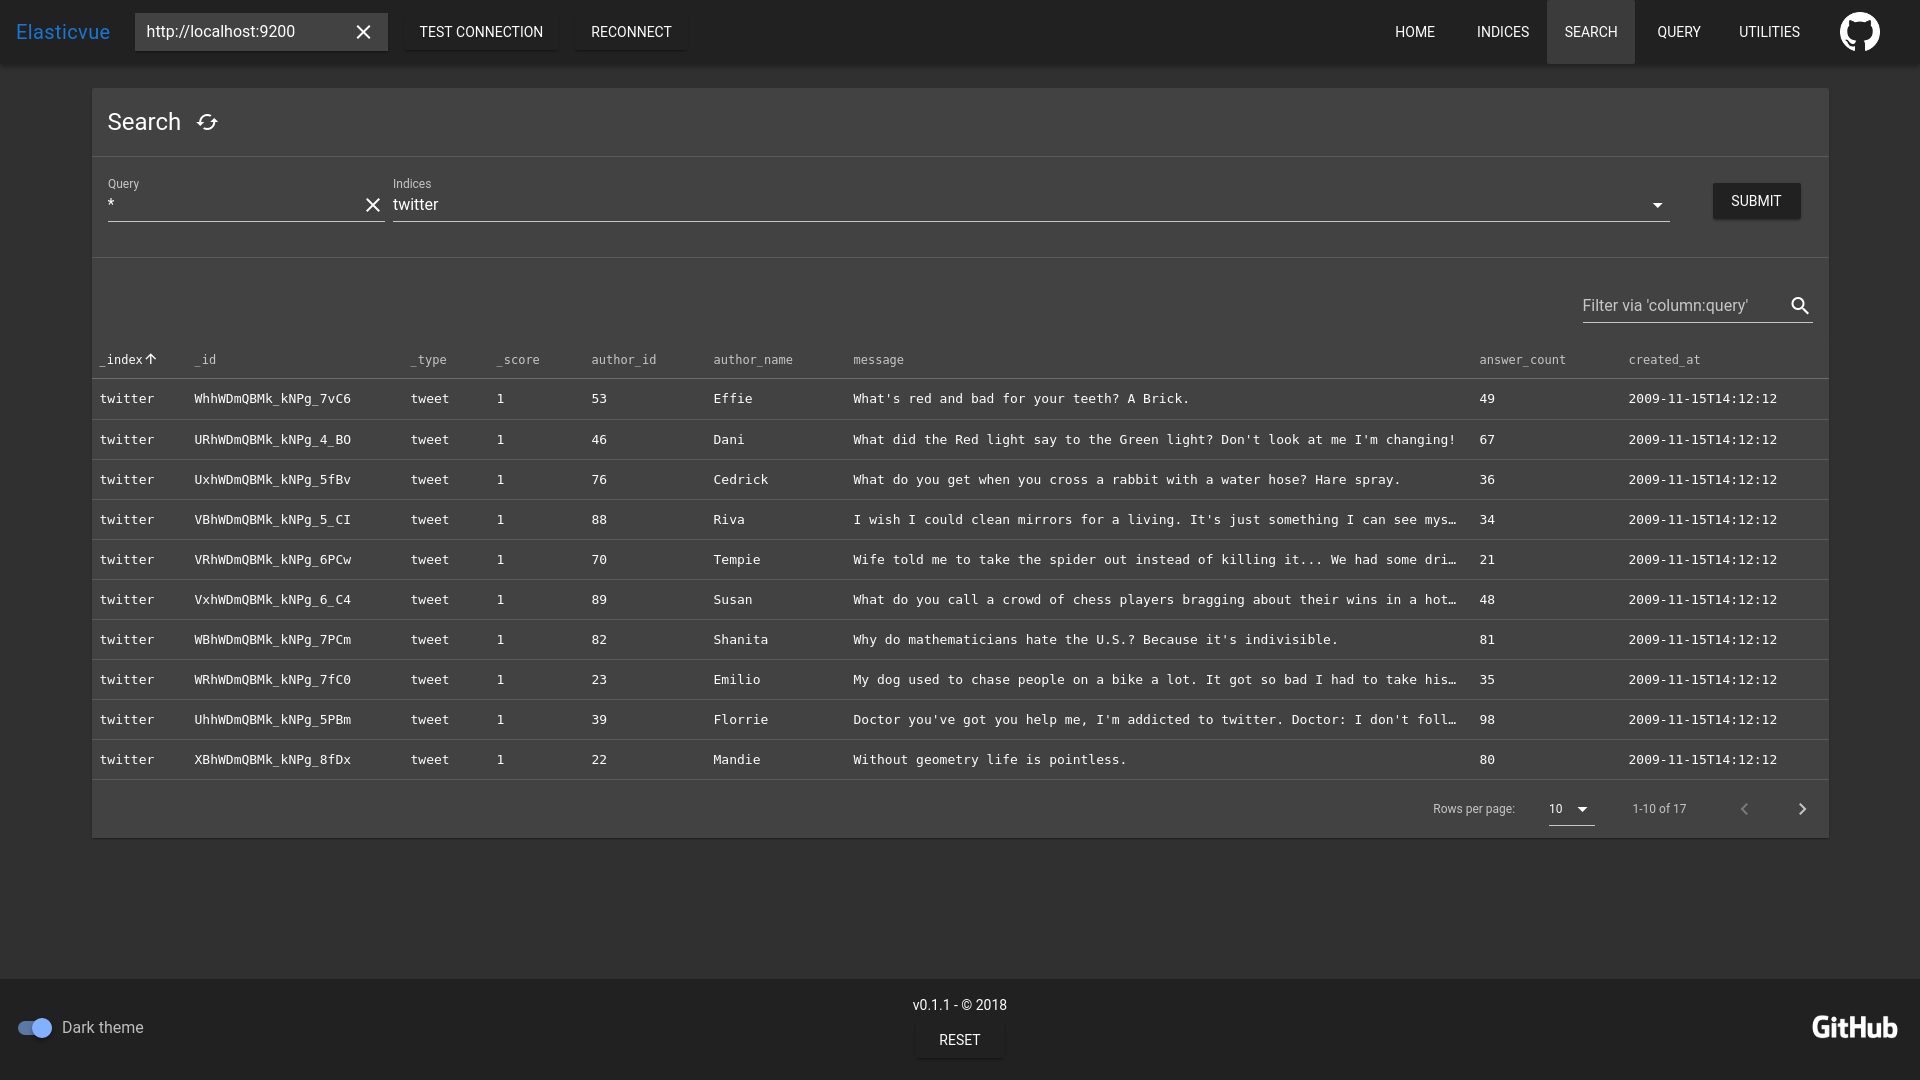 Elasticvue http://localhost:9200 TEST CONNECTION RECONNECT HOME INDICES SEARCH QUERY UTILITIES
Search
Query Indices
* twitter SUBMIT
Filter via 'column:query'
_index _id _type _score author_id author_name message answer_count created_at
twitter WhhWDmQBMk_kNPg_7vC6 tweet 1 53 Effie What's red and bad for your teeth? A Brick. 49 2009-11-15T14:12:12
twitter URhWDmQBMk_kNPg_4_BO tweet 1 46 Dani What did the Red light say to the Green light? Don't look at me I'm changing! 67 2009-11-15T14:12:12
twitter UxhWDmQBMk_kNPg_5fBv tweet 1 76 Cedrick What do you get when you cross a rabbit with a water hose? Hare spray. 36 2009-11-15T14:12:12
twitter VBhWDmQBMk_kNPg_5_CI tweet 1 88 Riva I wish I could clean mirrors for a living. It's just something I can see mys… 34 2009-11-15T14:12:12
twitter VRhWDmQBMk_kNPg_6PCw tweet 1 70 Tempie Wife told me to take the spider out instead of killing it... We had some dri… 21 2009-11-15T14:12:12
twitter VxhWDmQBMk_kNPg_6_C4 tweet 1 89 Susan What do you call a crowd of chess players bragging about their wins in a hot… 48 2009-11-15T14:12:12
twitter WBhWDmQBMk_kNPg_7PCm tweet 1 82 Shanita Why do mathematicians hate the U.S.? Because it's indivisible. 81 2009-11-15T14:12:12
twitter WRhWDmQBMk_kNPg_7fC0 tweet 1 23 Emilio My dog used to chase people on a bike a lot. It got so bad I had to take his… 35 2009-11-15T14:12:12
twitter UhhWDmQBMk_kNPg_5PBm tweet 1 39 Florrie Doctor you've got you help me, I'm addicted to twitter. Doctor: I don't foll… 98 2009-11-15T14:12:12
twitter XBhWDmQBMk_kNPg_8fDx tweet 1 22 Mandie Without geometry life is pointless. 80 2009-11-15T14:12:12
Rows per page: 10 1-10 of 17
v0.1.1 - © 2018
Dark theme GitHub
RESET